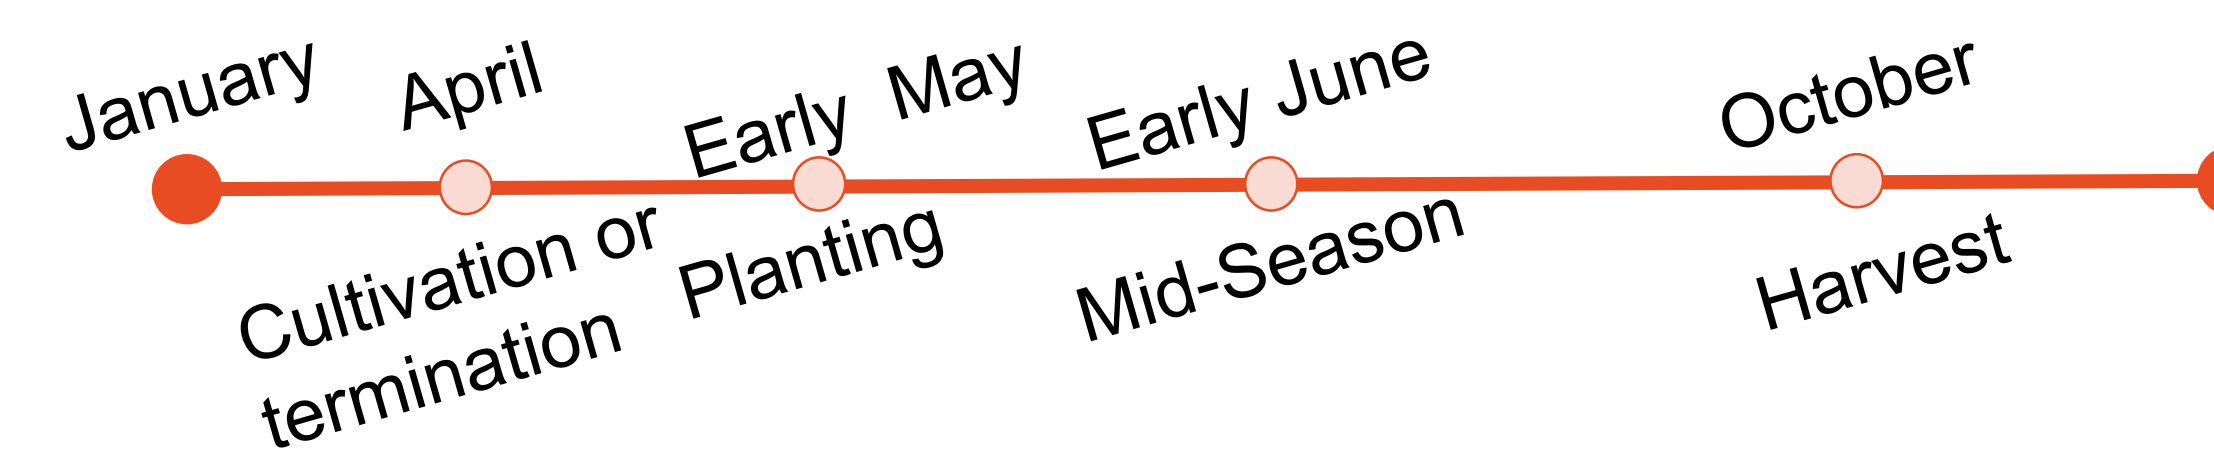 January
April
Early May
Early June
October
Cultivation or
termination
Planting
Mid-Season
Harvest